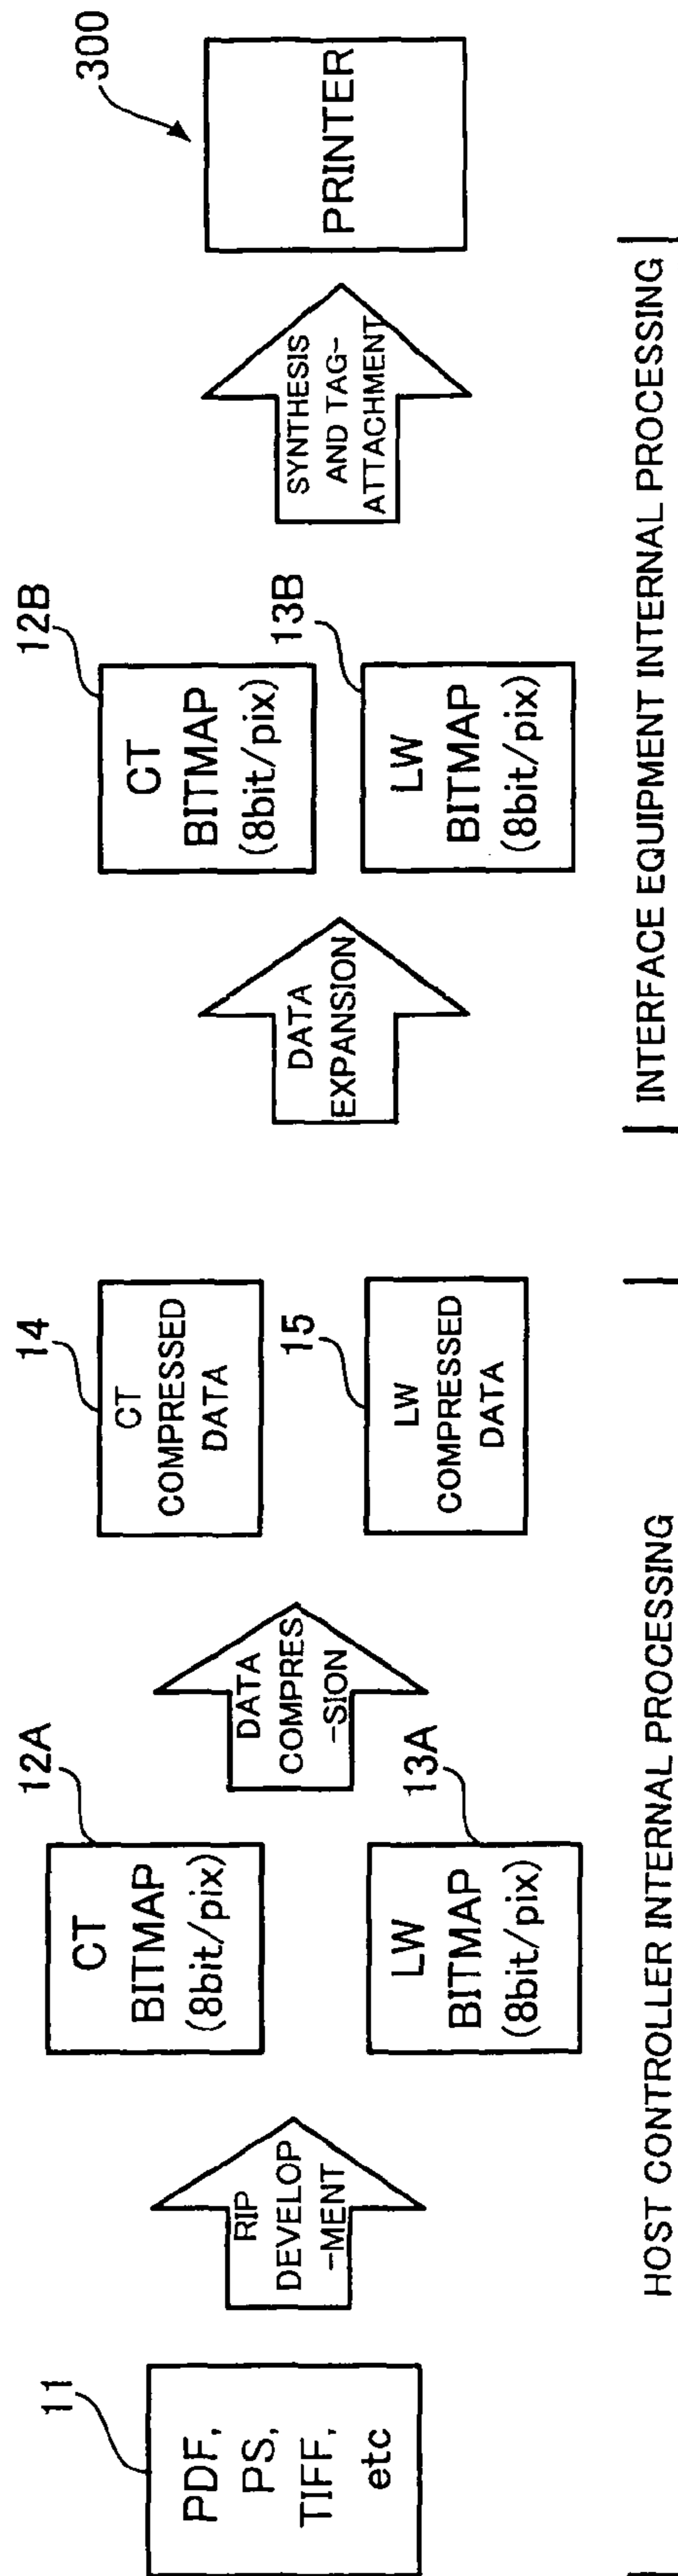 11
PDF,
PS,
TIFF,
etc
RIP
DEVELOP
-MENT
12A
CT
BITMAP
(8bit/pix)
13A
LW
BITMAP
(8bit/pix)
DATA
COMPRES
-SION
14
CT
COMPRESSED
DATA
15
LW
COMPRESSED
DATA
DATA
EXPANSION
12B
CT
BITMAP
(8bit/pix)
13B
LW
BITMAP
(8bit/pix)
SYNTHESIS
AND TAG-
ATTACHMENT
300
PRINTER
HOST CONTROLLER INTERNAL PROCESSING
INTERFACE EQUIPMENT INTERNAL PROCESSING